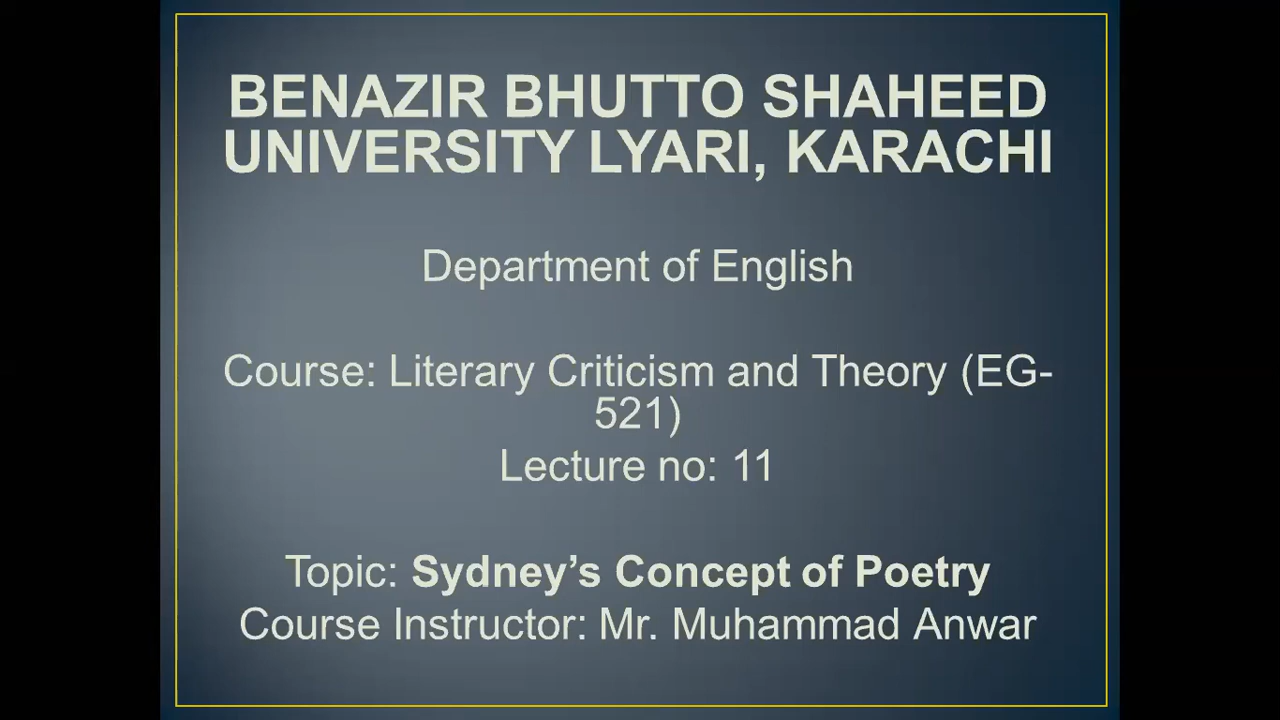 BENAZIR BHUTTO SHAHEED
UNIVERSITY LYARI, KARACHI
Department of English
Course: Literary Criticism and Theory (EG-
521)
Lecture no: 11
Topic: Sydney’s Concept of Poetry
Course Instructor: Mr. Muhammad Anwar